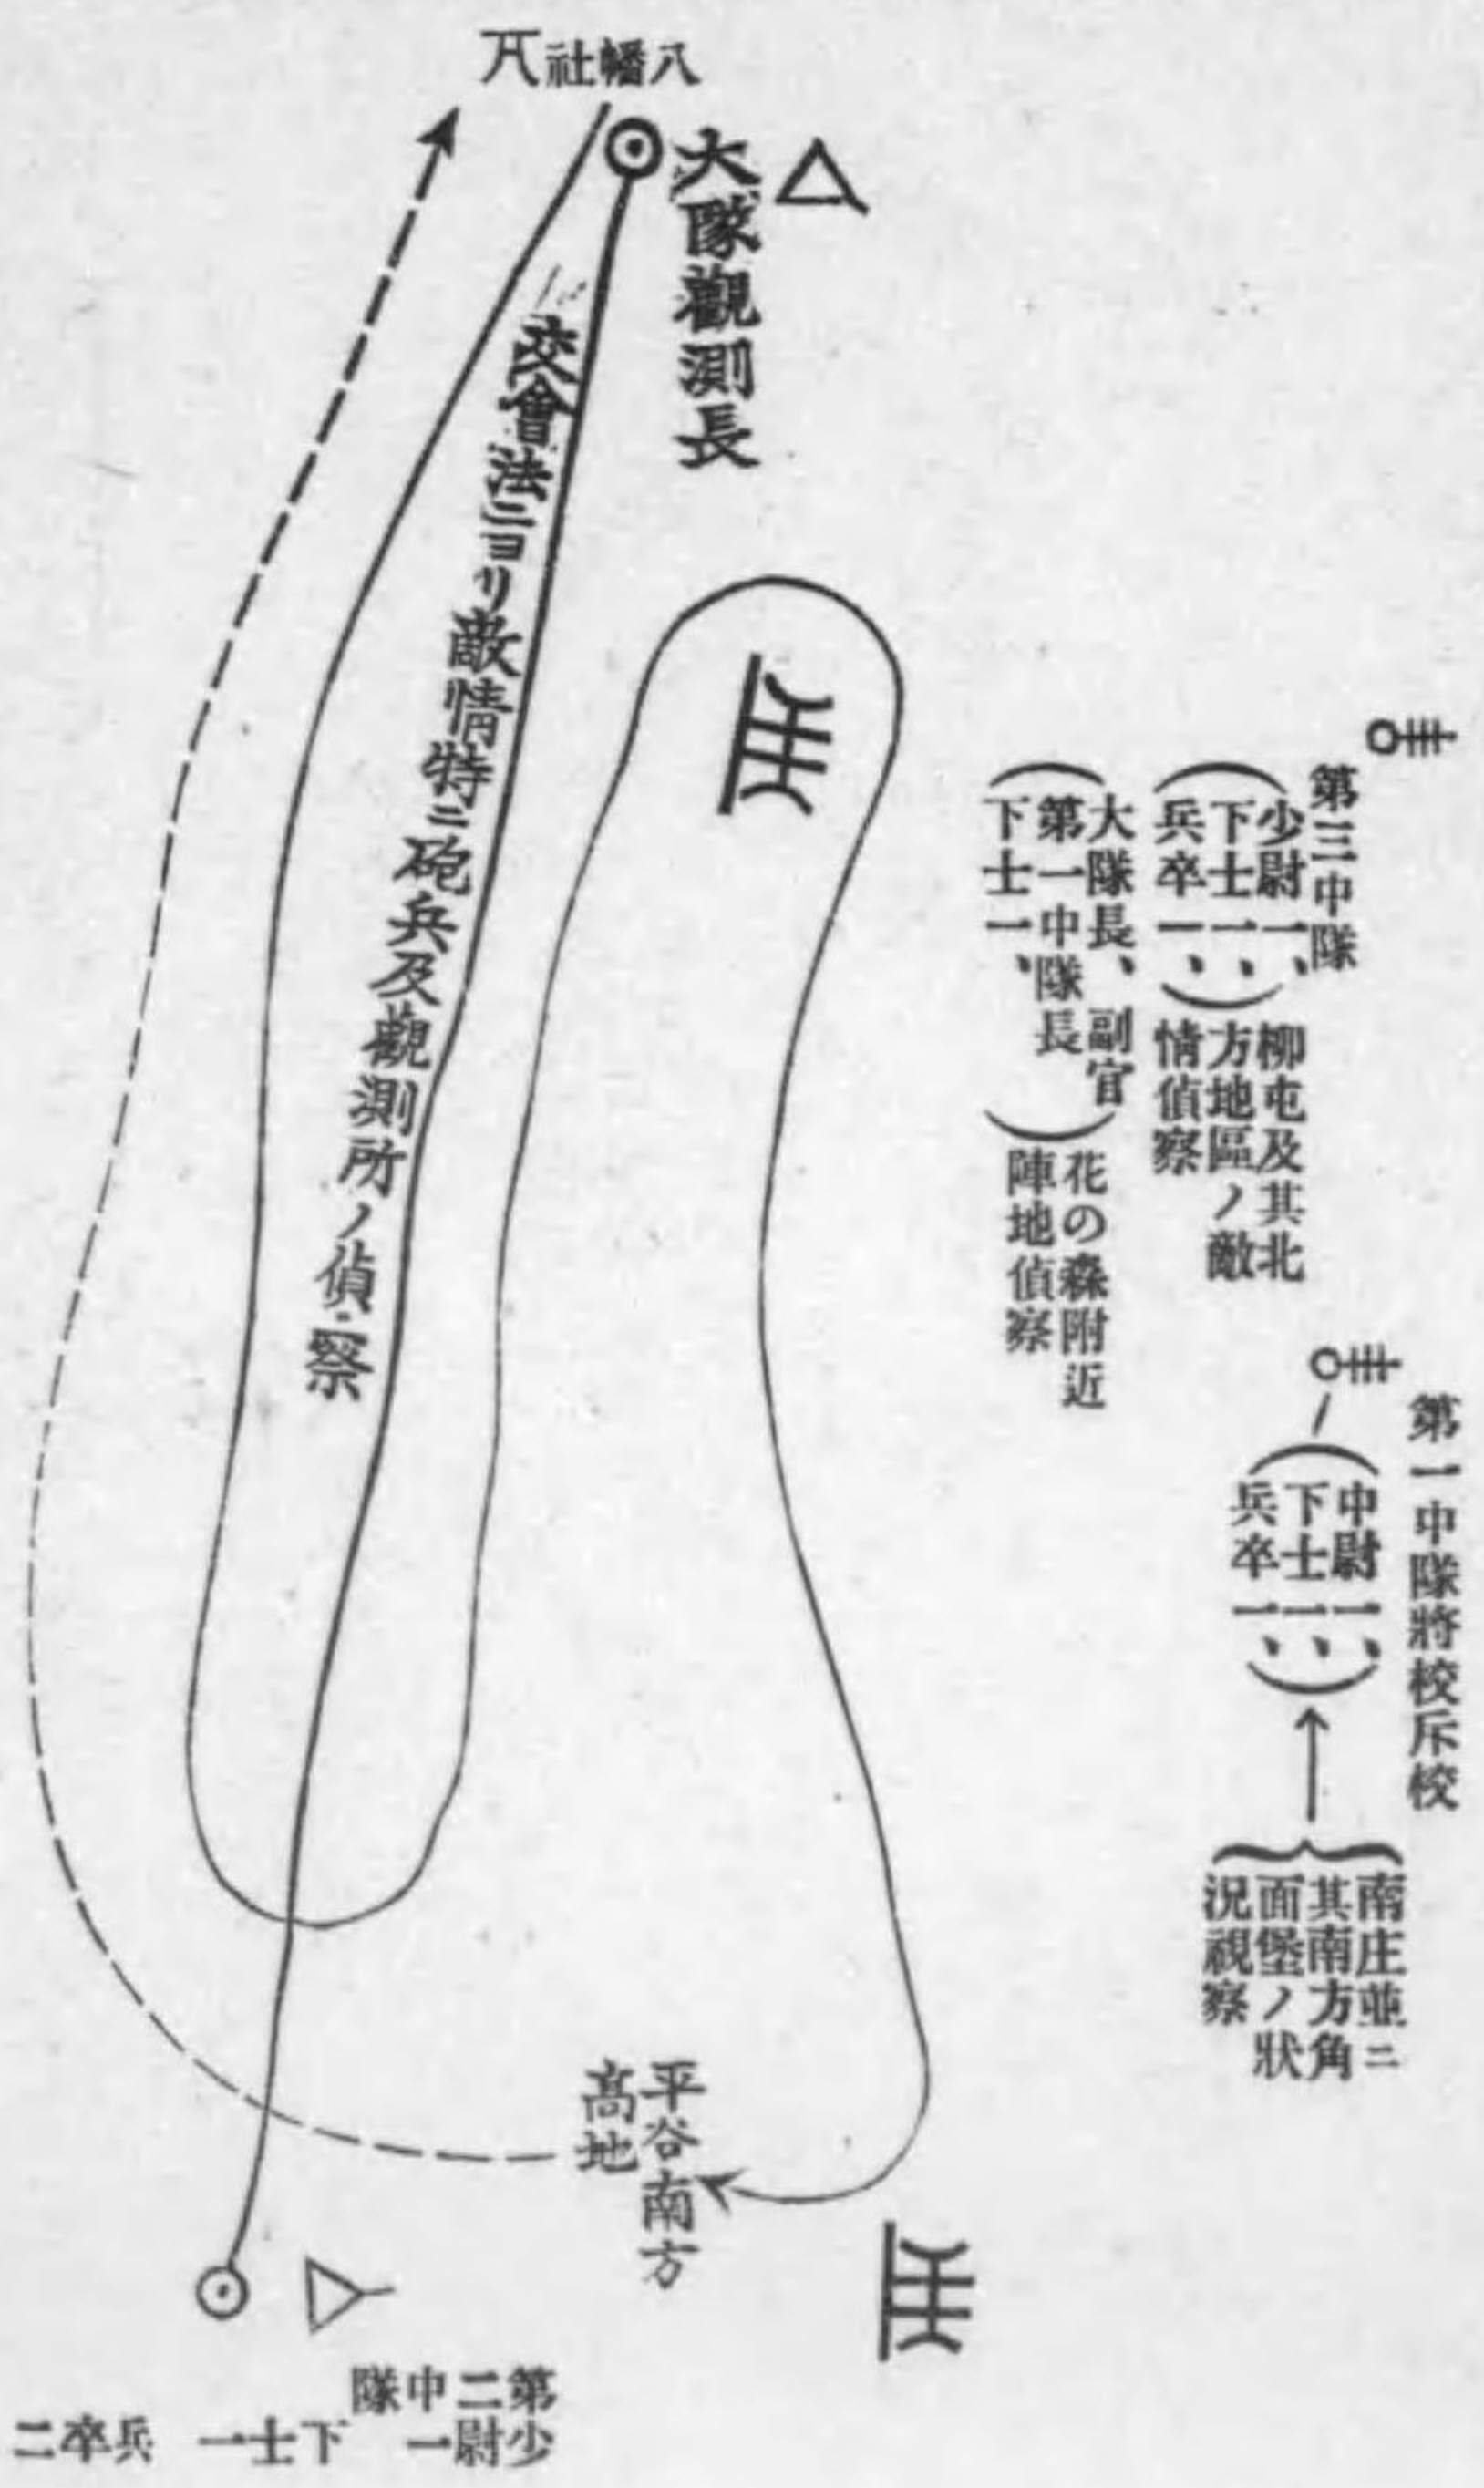 八幡社
大隊觀測長
交會法ニヨリ敵情特ニ砲兵及觀測所ノ偵察
第三中隊
(少尉一、
下士一、
兵卒一、)
柳屯及其北
方地區ノ敵
情偵察
(大隊長、副官
第一中隊長
下士一、)
花の森附近
陣地偵察
第一中隊將校斥校
(中尉一、
下士一、
兵卒一、)
南庄並ニ
其南方角
面堡ノ狀
況視察
平谷南方
高地
第二中隊
少尉一 下士一 兵卒二